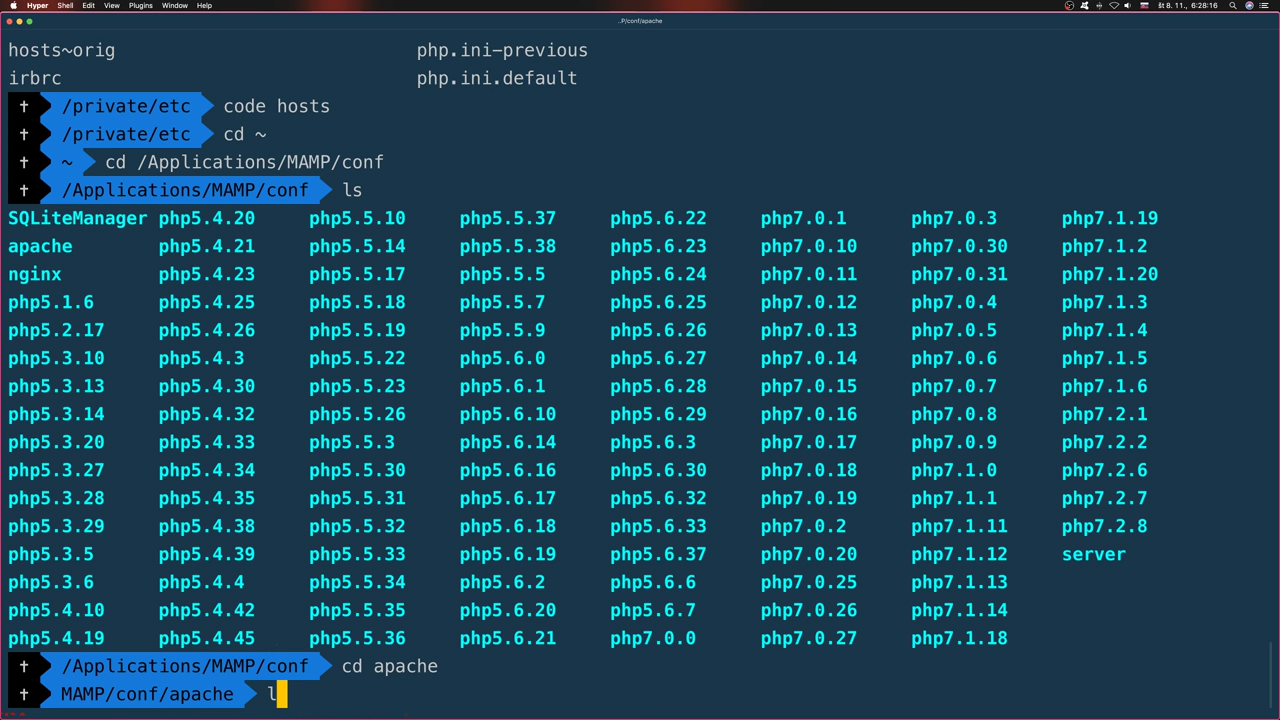 Hyper Shell Edit View Plugins Window Help št 8. 11., 6:28:16
..P/conf/apache
hosts~orig php.ini-previous
irbrc php.ini.default
† /private/etc code hosts
† /private/etc cd ~
† ~ cd /Applications/MAMP/conf
† /Applications/MAMP/conf ls
SQLiteManager php5.4.20 php5.5.10 php5.5.37 php5.6.22 php7.0.1 php7.0.3 php7.1.19
apache php5.4.21 php5.5.14 php5.5.38 php5.6.23 php7.0.10 php7.0.30 php7.1.2
nginx php5.4.23 php5.5.17 php5.5.5 php5.6.24 php7.0.11 php7.0.31 php7.1.20
php5.1.6 php5.4.25 php5.5.18 php5.5.7 php5.6.25 php7.0.12 php7.0.4 php7.1.3
php5.2.17 php5.4.26 php5.5.19 php5.5.9 php5.6.26 php7.0.13 php7.0.5 php7.1.4
php5.3.10 php5.4.3 php5.5.22 php5.6.0 php5.6.27 php7.0.14 php7.0.6 php7.1.5
php5.3.13 php5.4.30 php5.5.23 php5.6.1 php5.6.28 php7.0.15 php7.0.7 php7.1.6
php5.3.14 php5.4.32 php5.5.26 php5.6.10 php5.6.29 php7.0.16 php7.0.8 php7.2.1
php5.3.20 php5.4.33 php5.5.3 php5.6.14 php5.6.3 php7.0.17 php7.0.9 php7.2.2
php5.3.27 php5.4.34 php5.5.30 php5.6.16 php5.6.30 php7.0.18 php7.1.0 php7.2.6
php5.3.28 php5.4.35 php5.5.31 php5.6.17 php5.6.32 php7.0.19 php7.1.1 php7.2.7
php5.3.29 php5.4.38 php5.5.32 php5.6.18 php5.6.33 php7.0.2 php7.1.11 php7.2.8
php5.3.5 php5.4.39 php5.5.33 php5.6.19 php5.6.37 php7.0.20 php7.1.12 server
php5.3.6 php5.4.4 php5.5.34 php5.6.2 php5.6.6 php7.0.25 php7.1.13
php5.4.10 php5.4.42 php5.5.35 php5.6.20 php5.6.7 php7.0.26 php7.1.14
php5.4.19 php5.4.45 php5.5.36 php5.6.21 php7.0.0 php7.0.27 php7.1.18
† /Applications/MAMP/conf cd apache
† MAMP/conf/apache l